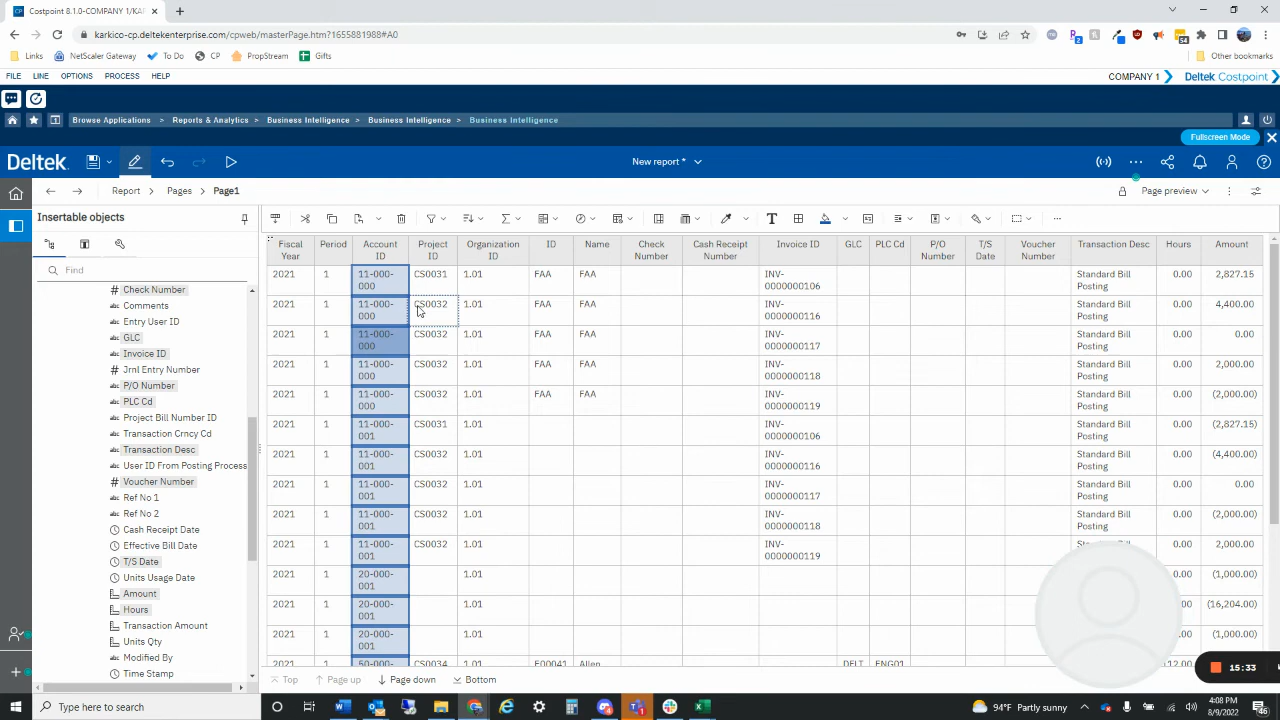 Costpoint 8.1.0-COMPANY 1/KAR
karkico-cp.deltekenterprise.com/cpweb/masterPage.htm?1655881988#A0
Links
NetScaler Gateway
To Do
CP
PropStream
Gifts
Other bookmarks
FILE LINE OPTIONS PROCESS HELP
COMPANY 1
Deltek Costpoint
Browse Applications > Reports & Analytics > Business Intelligence > Business Intelligence > Business Intelligence
Fullscreen Mode
Deltek
New report *
Report > Pages > Page1
Page preview
Insertable objects
Find
Check Number
Comments
Entry User ID
GLC
Invoice ID
Jrnl Entry Number
P/O Number
PLC Cd
Project Bill Number ID
Transaction Crncy Cd
Transaction Desc
User ID From Posting Process
Voucher Number
Ref No 1
Ref No 2
Cash Receipt Date
Effective Bill Date
T/S Date
Units Usage Date
Amount
Hours
Transaction Amount
Units Qty
Modified By
Time Stamp
Fiscal Year Period Account ID Project ID Organization ID ID Name Check Number Cash Receipt Number Invoice ID GLC PLC Cd P/O Number T/S Date Voucher Number Transaction Desc Hours Amount
2021 1 11-000-000 CS0031 1.01 FAA FAA INV-0000000106 Standard Bill Posting 0.00 2,827.15
2021 1 11-000-000 CS0032 1.01 FAA FAA INV-0000000116 Standard Bill Posting 0.00 4,400.00
2021 1 11-000-000 CS0032 1.01 FAA FAA INV-0000000117 Standard Bill Posting 0.00 0.00
2021 1 11-000-000 CS0032 1.01 FAA FAA INV-0000000118 Standard Bill Posting 0.00 2,000.00
2021 1 11-000-000 CS0032 1.01 FAA FAA INV-0000000119 Standard Bill Posting 0.00 (2,000.00)
2021 1 11-000-001 CS0031 1.01 INV-0000000106 Standard Bill Posting 0.00 (2,827.15)
2021 1 11-000-001 CS0032 1.01 INV-0000000116 Standard Bill Posting 0.00 (4,400.00)
2021 1 11-000-001 CS0032 1.01 INV-0000000117 Standard Bill Posting 0.00 0.00
2021 1 11-000-001 CS0032 1.01 INV-0000000118 Standard Bill Posting 0.00 (2,000.00)
2021 1 11-000-001 CS0032 1.01 INV-0000000119 Standard Bill Posting 0.00 2,000.00
2021 1 20-000-001 1.01 0.00 (1,000.00)
2021 1 20-000-001 1.01 (16,204.00)
2021 1 20-000-001 1.01 (1,000.00)
2021 1 50-000- CS0034 1.01 E00041 Allen DELT ENG01
Top Page up Page down Bottom
15:33
Type here to search
94°F Partly sunny
4:08 PM
8/9/2022